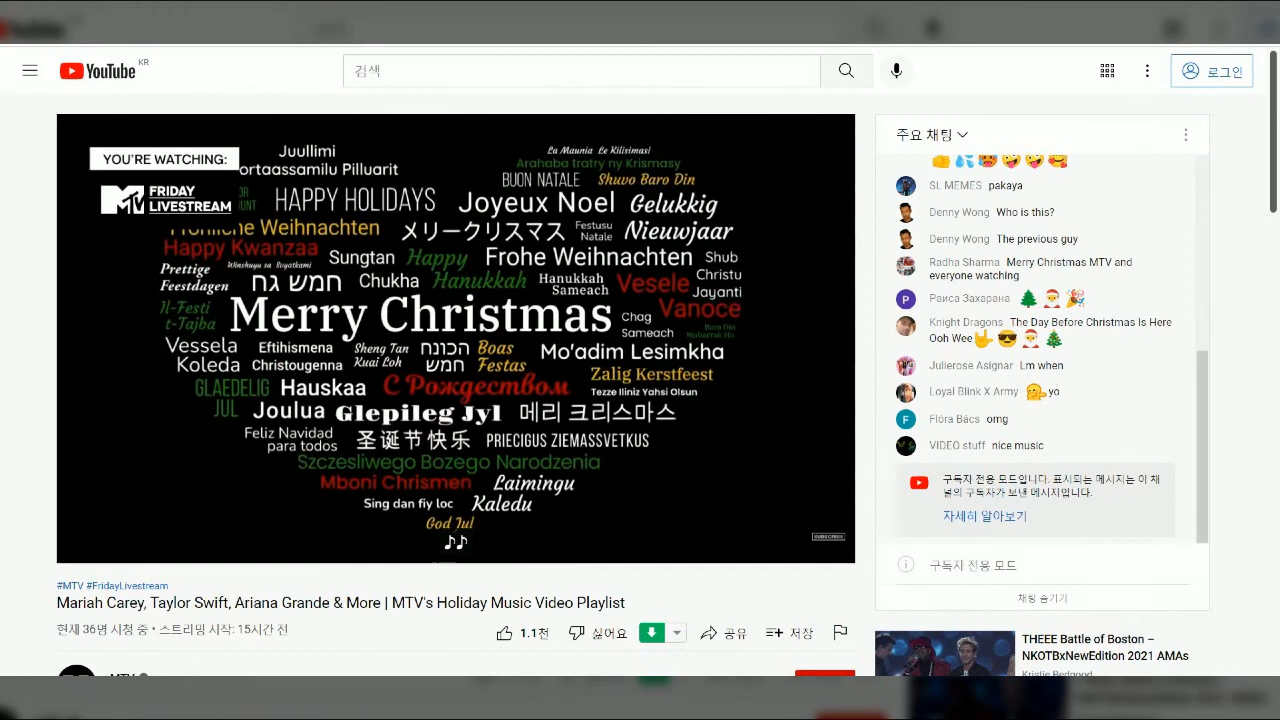 YouTube KR
검색
로그인
YOU'RE WATCHING:
MTV FRIDAY
LIVESTREAM
Juullimi
ortaassamilu Pilluarit
HAPPY HOLIDAYS
Fröhliche Weihnachten
Happy Kwanzaa
Prettige
Feestdagen
Il-Festi
t-Tajba
La Maunia Le Kilisimasi
Arahaba tratry ny Krismasy
BUON NATALE
Shuvo Baro Din
Joyeux Noel
Gelukkig
メリークリスマス
Festusu
Natale
Nieuwjaar
Sungtan
Happy
Frohe Weihnachten
Shub
Christu
Jayanti
חמש גח
Chukha
Hanukkah
Hanukkah
Sameach
Vesele
Vanoce
Merry Christmas
Chag
Sameach
Vessela
Koleda
Eftihismena
Christougenna
Sheng Tan
Kuai Loh
הכונח
חמש
Boas
Festas
Mo'adim Lesimkha
Zalig Kerstfeest
GLAEDELIG
JUL
Hauskaa
Joulua
С Рождеством
Tezze Iliniz Yahsi Olsun
Glepileg Jyl
메리 크리스마스
Feliz Navidad
para todos
圣诞节快乐
PRIECIGUS ZIEMASSVETKUS
Szczesliwego Bozego Narodzenia
Mboni Chrismen
Laimingu
Sing dan fiy loc
Kaledu
God Jul
♪♪
SUBSCRIBE
#MTV #FridayLivestream
Mariah Carey, Taylor Swift, Ariana Grande & More | MTV's Holiday Music Video Playlist
현재 36명 시청 중 • 스트리밍 시작: 15시간 전
1.1천
싫어요
공유
저장
주요 채팅
SL MEMES pakaya
Denny Wong Who is this?
Denny Wong The previous guy
Radha Sharma Merry Christmas MTV and
everyone watching
Раиса Захарана 🌲🎅🎉
Knight Dragons The Day Before Christmas Is Here
Ooh Wee🤟😎🎅🌲
Julierose Asignar Lm when
Loyal Blink X Army 🤗yo
Flóra Bács omg
VIDEO stuff nice music
구독자 전용 모드입니다. 표시되는 메시지는 이 채
널의 구독자가 보낸 메시지입니다.
자세히 알아보기
구독자 전용 모드
채팅 숨기기
THEEE Battle of Boston –
NKOTBxNewEdition 2021 AMAs